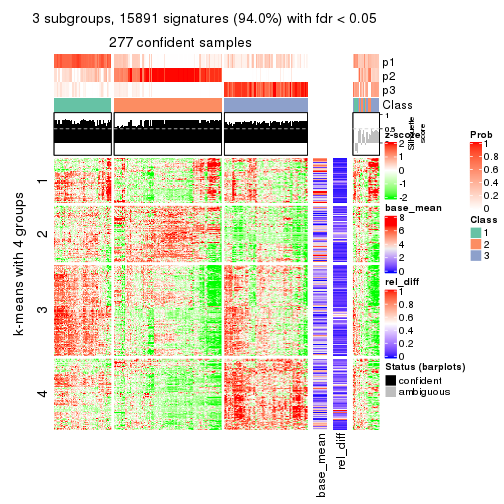 3 subgroups, 15891 signatures (94.0%) with fdr < 0.05
277 confident samples
p1
p2
p3
Class
1
0.5
0
Silhouette
score
k-means with 4 groups
1
2
3
4
base_mean
rel_diff
z-score
2
1
0
-1
-2
base_mean
8
6
4
2
0
rel_diff
1
0.8
0.6
0.4
0.2
0
Status (barplots)
confident
ambiguous
Prob
1
0.8
0.6
0.4
0.2
0
Class
1
2
3